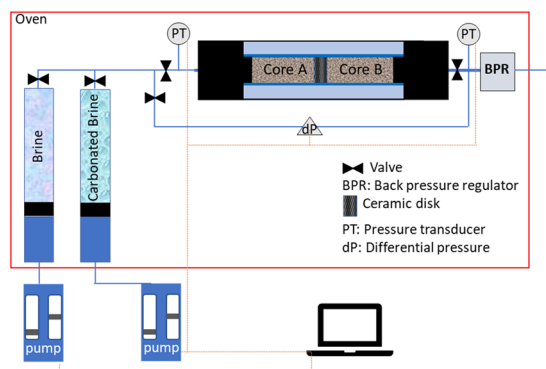 Oven
PT
PT
Core A
Core B
BPR
dP
Brine
Carbonated Brine
Valve
BPR: Back pressure regulator
Ceramic disk
PT: Pressure transducer
dP: Differential pressure
pump
pump